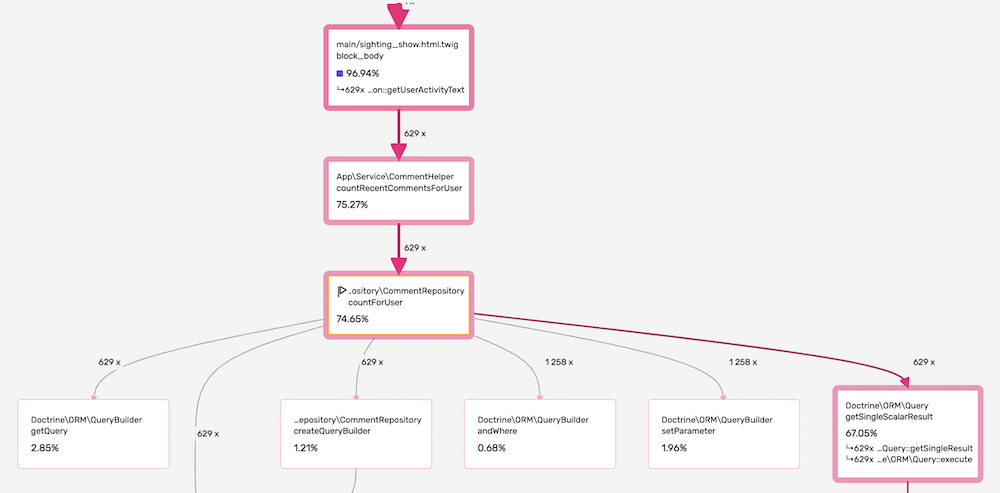 main/sighting_show.html.twig
block_body
96.94%
↪629x …on::getUserActivityText
629 x
App\Service\CommentHelper
countRecentCommentsForUser
75.27%
629 x
…ository\CommentRepository
countForUser
74.65%
629 x
629 x
1 258 x
1 258 x
629 x
629 x
Doctrine\ORM\QueryBuilder
getQuery
2.85%
…epository\CommentRepository
createQueryBuilder
1.21%
Doctrine\ORM\QueryBuilder
andWhere
0.68%
Doctrine\ORM\QueryBuilder
setParameter
1.96%
Doctrine\ORM\Query
getSingleScalarResult
67.05%
↪629x …Query::getSingleResult
↪629x …e\ORM\Query::execute